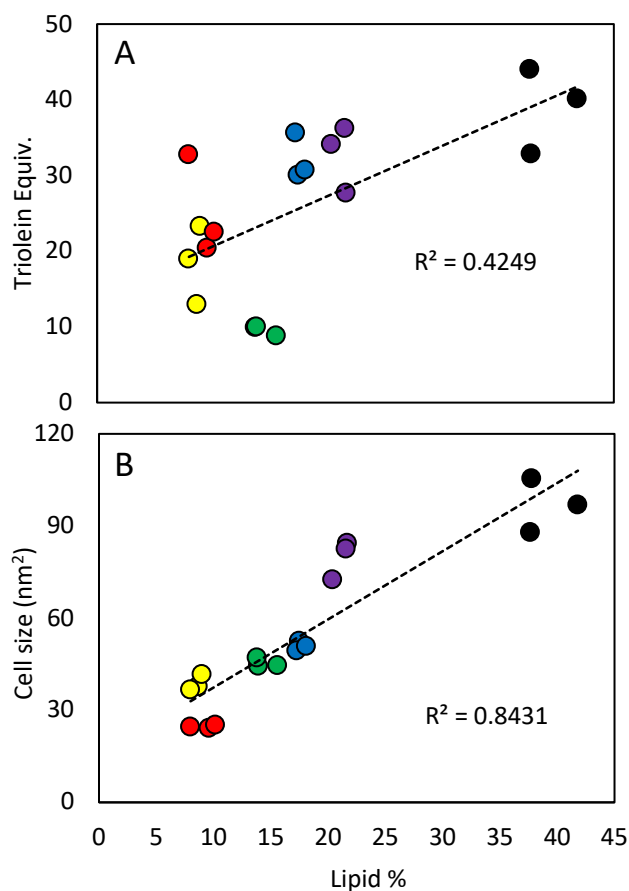 A
50
40
30
20
10
0
Triolein Equiv.
R² = 0.4249
B
120
90
60
30
0
Cell size (nm²)
R² = 0.8431
0 5 10 15 20 25 30 35 40 45
Lipid %